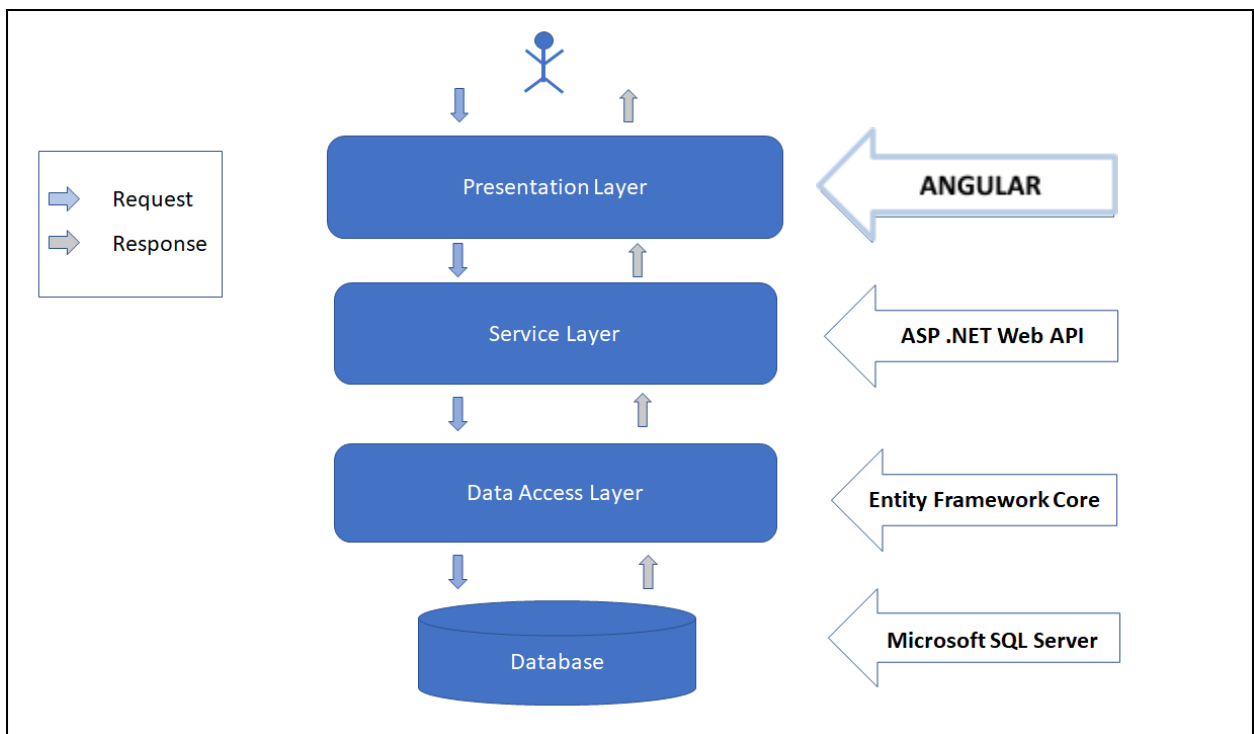 Request
Response
Presentation Layer
ANGULAR
Service Layer
ASP .NET Web API
Data Access Layer
Entity Framework Core
Database
Microsoft SQL Server